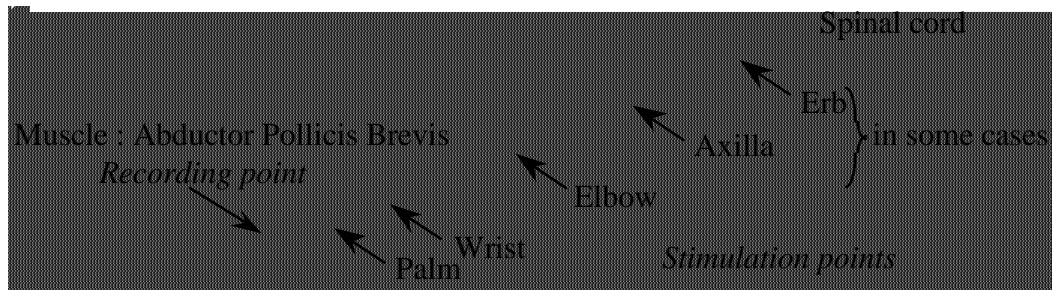 Spinal cord
Erb
in some cases
Muscle : Abductor Pollicis Brevis
Axilla
Recording point
Elbow
Wrist
Stimulation points
Palm